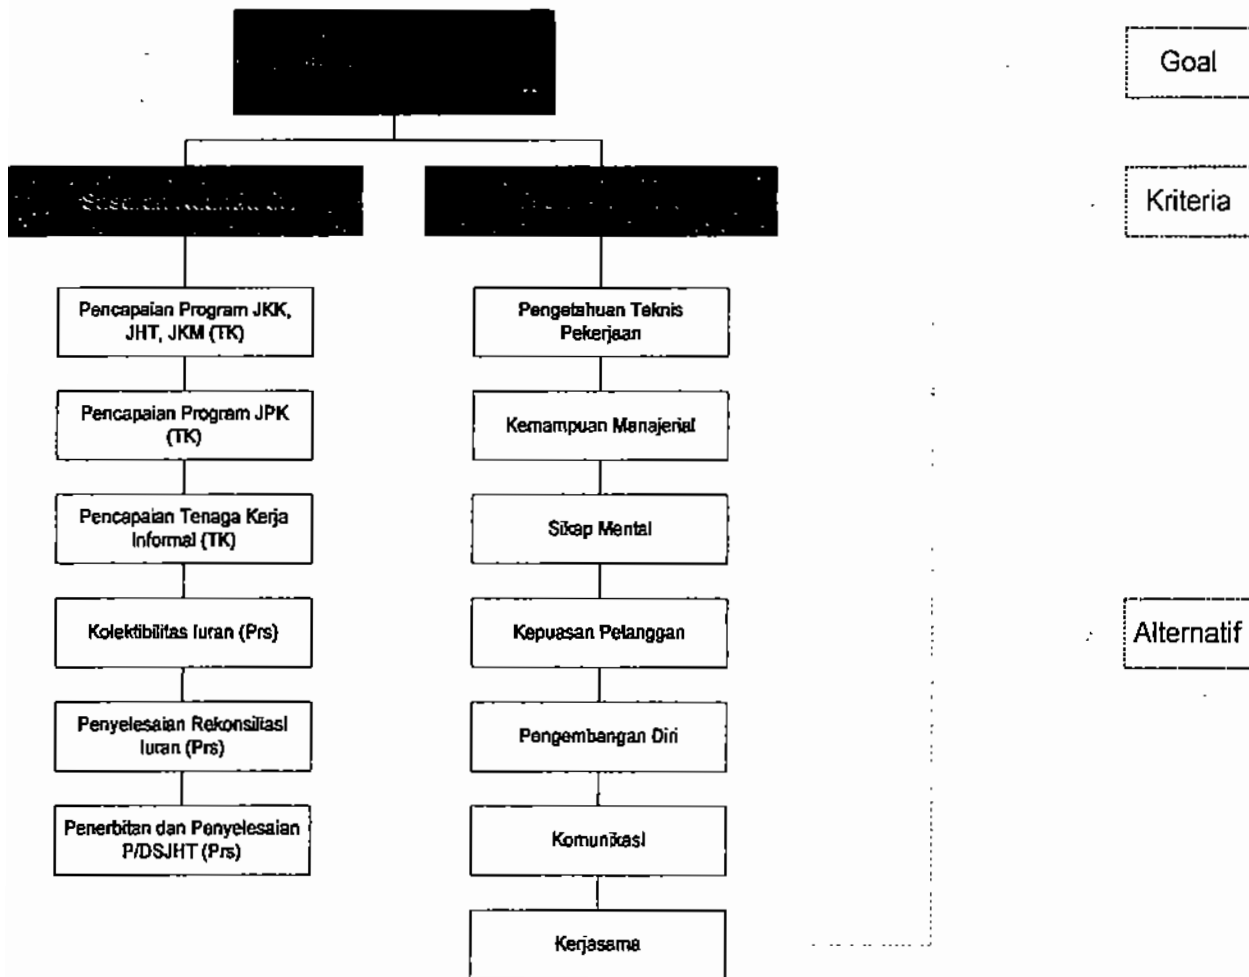 Goal
Kriteria
Pencapaian Program JKK,
JHT, JKM (TK)
Pencapaian Program JPK
(TK)
Pencapaian Tenaga Kerja
Informal (TK)
Kolektibilitas Iuran (Prs)
Penyelesaian Rekonsiliasi
Iuran (Prs)
Penerbitan dan Penyelesaian
P/DSJHT (Prs)
Pengetahuan Teknis
Pekerjaan
Kemampuan Manajerial
Sikap Mental
Kepuasan Pelanggan
Pengembangan Diri
Komunikasi
Kerjasama
Alternatif